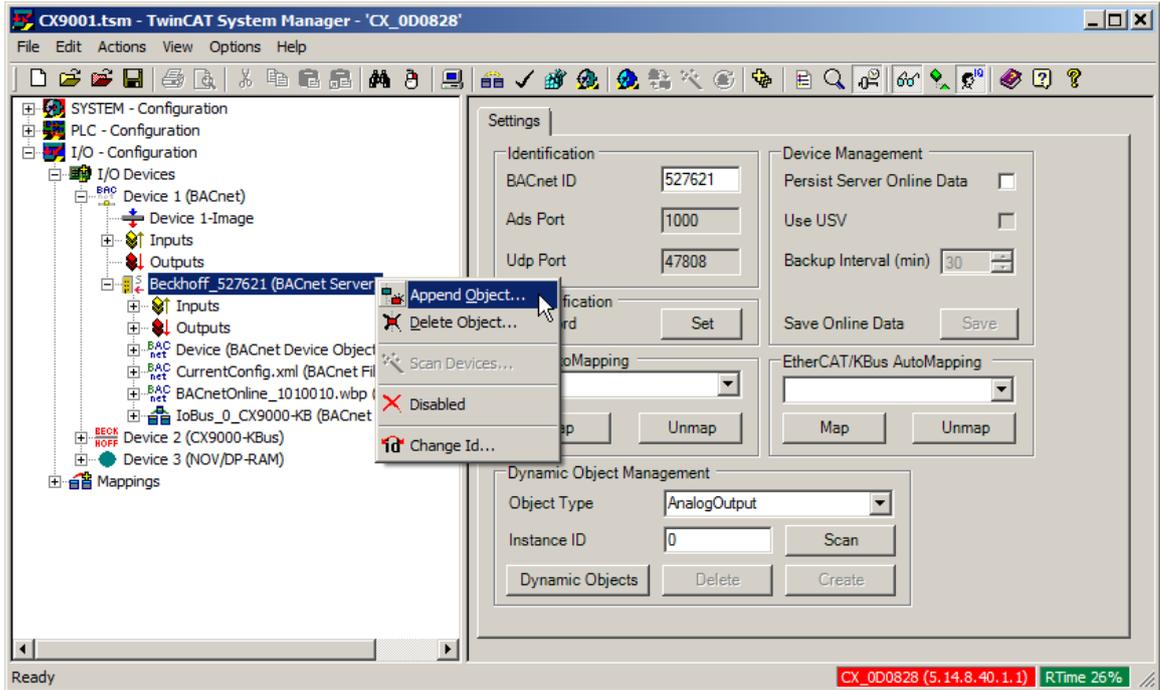 CX9001.tsm - TwinCAT System Manager - 'CX_0D0828'
File Edit Actions View Options Help
SYSTEM - Configuration
PLC - Configuration
I/O - Configuration
I/O Devices
Device 1 (BACnet)
Device 1-Image
Inputs
Outputs
Beckhoff_527621 (BACnet Server
Inputs
Outputs
Device (BACnet Device Object
CurrentConfig.xml (BACnet Fil
BACnetOnline_1010010.wbp (
IoBus_0_CX9000-KB (BACnet
BECK
HOFF
Device 2 (CX9000-KBus)
Device 3 (NOV/DP-RAM)
Mappings
Append Object...
Delete Object...
Scan Devices...
Disabled
Change Id...
Settings
Identification
BACnet ID 527621
Ads Port 1000
Udp Port 47808
fication
rd Set
oMapping
ap Unmap
Device Management
Persist Server Online Data
Use USV
Backup Interval (min) 30
Save Online Data Save
EtherCAT/KBus AutoMapping
Map Unmap
Dynamic Object Management
Object Type AnalogOutput
Instance ID 0 Scan
Dynamic Objects Delete Create
Ready CX_0D0828 (5.14.8.40.1.1) RTime 26%